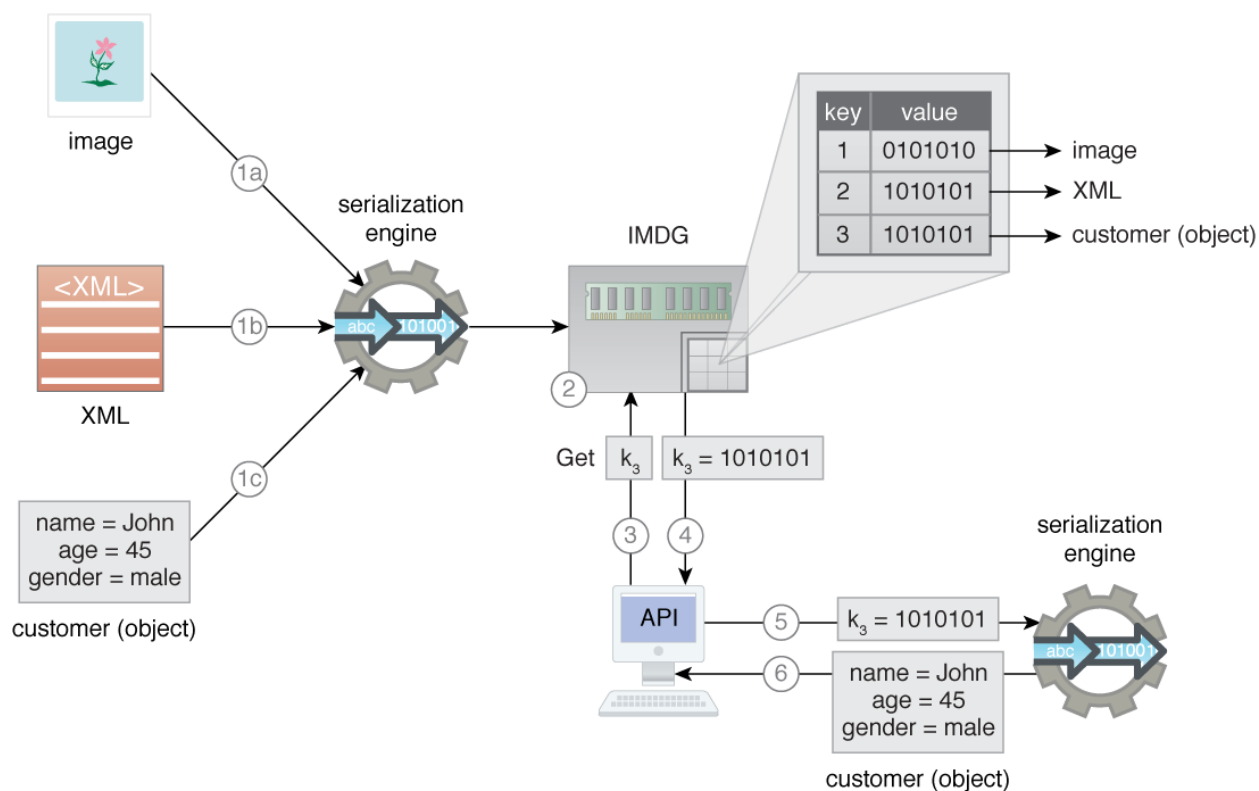 image
1a
serialization
engine
<XML>
1b
abc
101001
XML
1c
name = John
age = 45
gender = male
customer (object)
IMDG
2
key value
1 0101010 image
2 1010101 XML
3 1010101 customer (object)
Get k3 k3 = 1010101
3 4
API
5 k3 = 1010101
6
name = John
age = 45
gender = male
customer (object)
serialization
engine
abc
101001